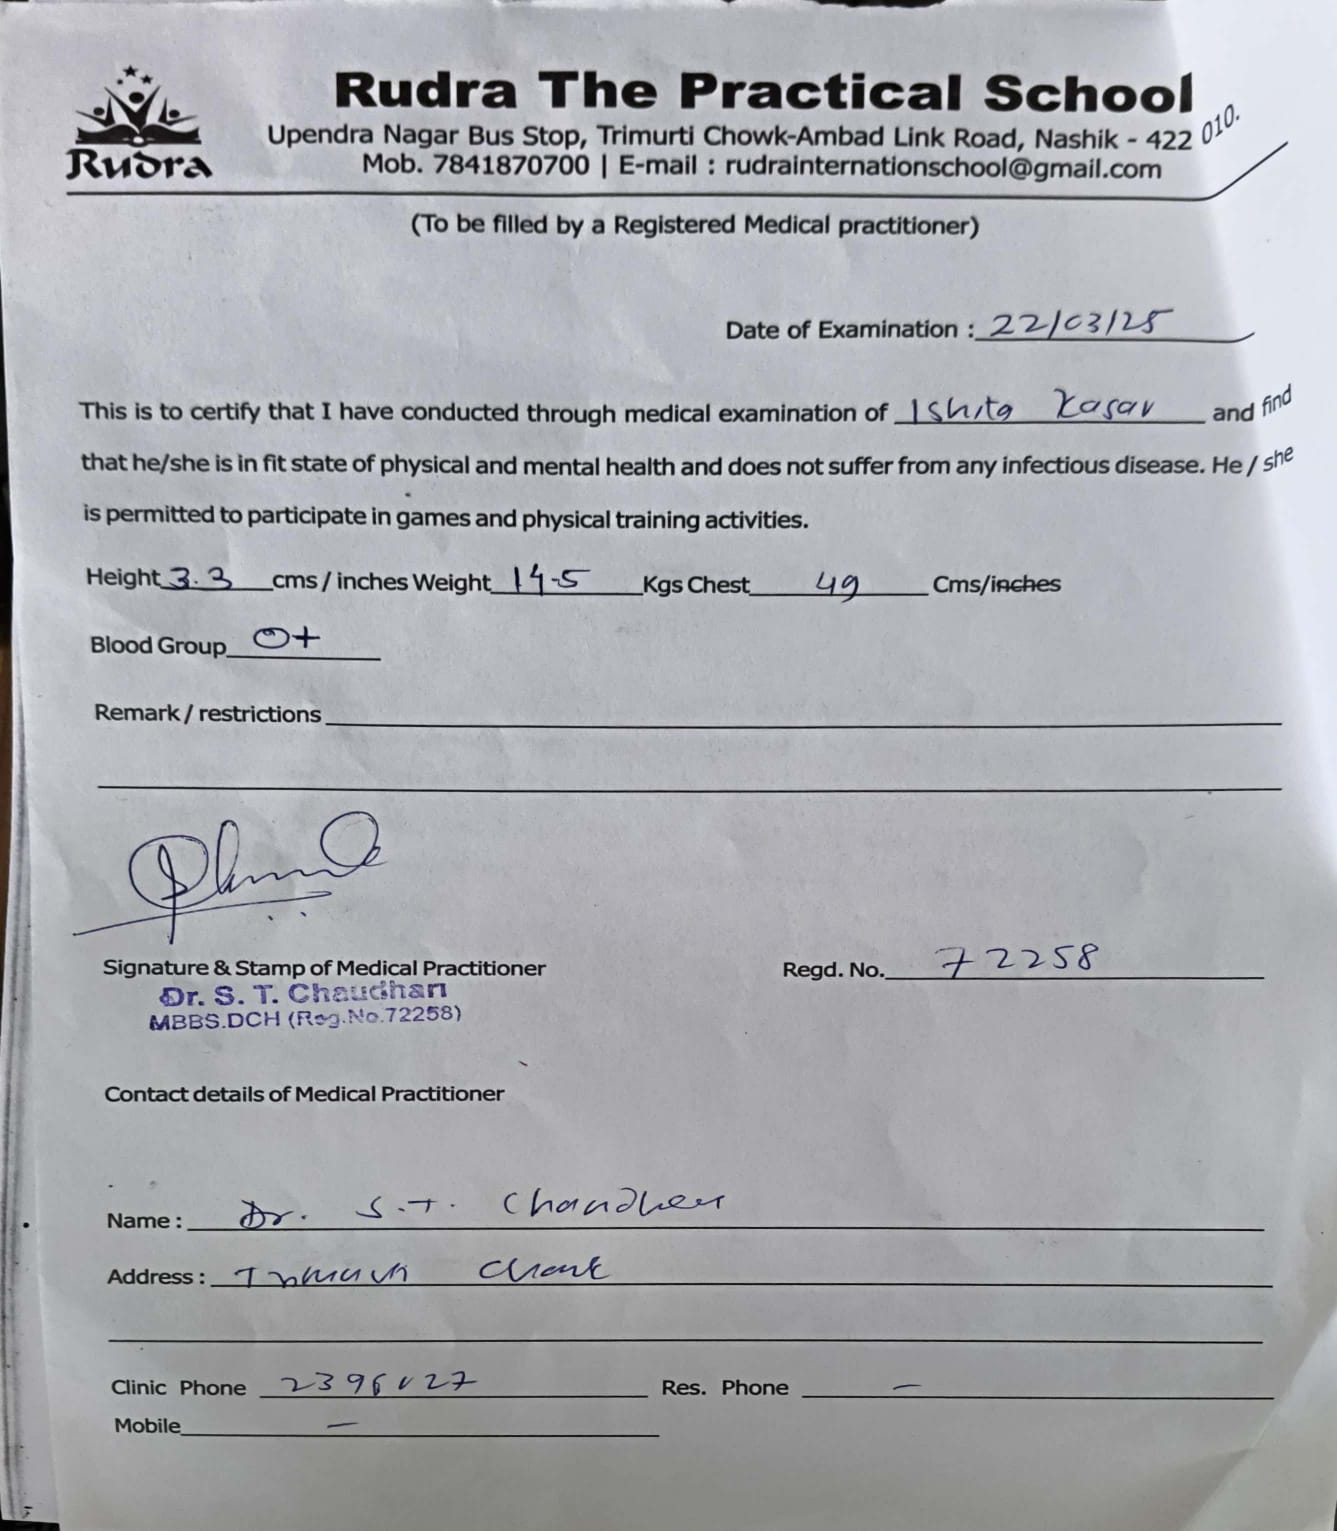 Rudra The Practical School
Rudra
Upendra Nagar Bus Stop, Trimurti Chowk-Ambad Link Road, Nashik - 422 010.
Mob. 7841870700 | E-mail : rudrainternationschool@gmail.com
(To be filled by a Registered Medical practitioner)
Date of Examination : 22/03/25
This is to certify that I have conducted through medical examination of Ishita Kasar and find
that he/she is in fit state of physical and mental health and does not suffer from any infectious disease. He / she
is permitted to participate in games and physical training activities.
Height 3.3 cms / inches Weight 14.5 Kgs Chest 49 Cms/inches
Blood Group O+
Remark / restrictions
Signature & Stamp of Medical Practitioner
Regd. No. 72258
Dr. S. T. Chaudhari
MBBS.DCH (Reg.No.72258)
Contact details of Medical Practitioner
Name : Dr. S.T.
Address :
Clinic Phone
Res. Phone —
Mobile —